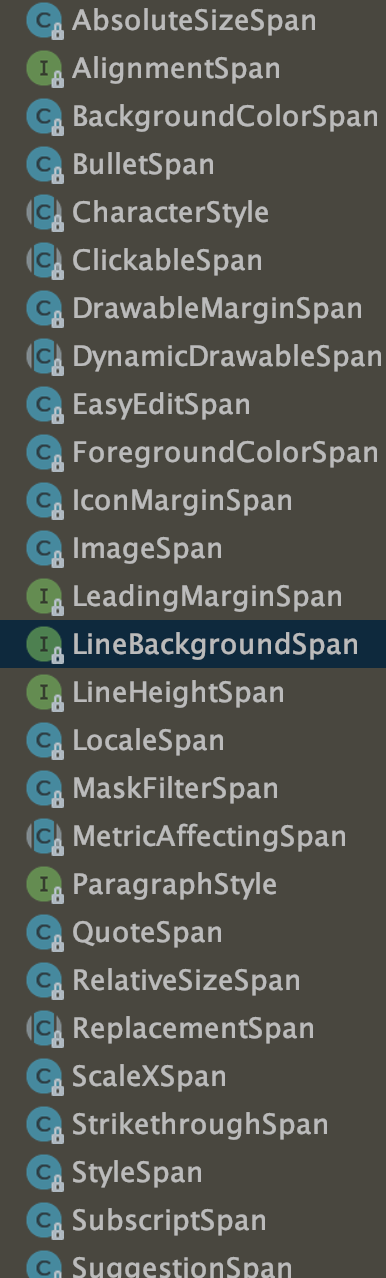 C AbsoluteSizeSpan
I AlignmentSpan
C BackgroundColorSpan
C BulletSpan
C CharacterStyle
C ClickableSpan
C DrawableMarginSpan
C DynamicDrawableSpan
C EasyEditSpan
C ForegroundColorSpan
C IconMarginSpan
C ImageSpan
I LeadingMarginSpan
I LineBackgroundSpan
I LineHeightSpan
C LocaleSpan
C MaskFilterSpan
C MetricAffectingSpan
I ParagraphStyle
C QuoteSpan
C RelativeSizeSpan
C ReplacementSpan
C ScaleXSpan
C StrikethroughSpan
C StyleSpan
C SubscriptSpan
C SuggestionSpan